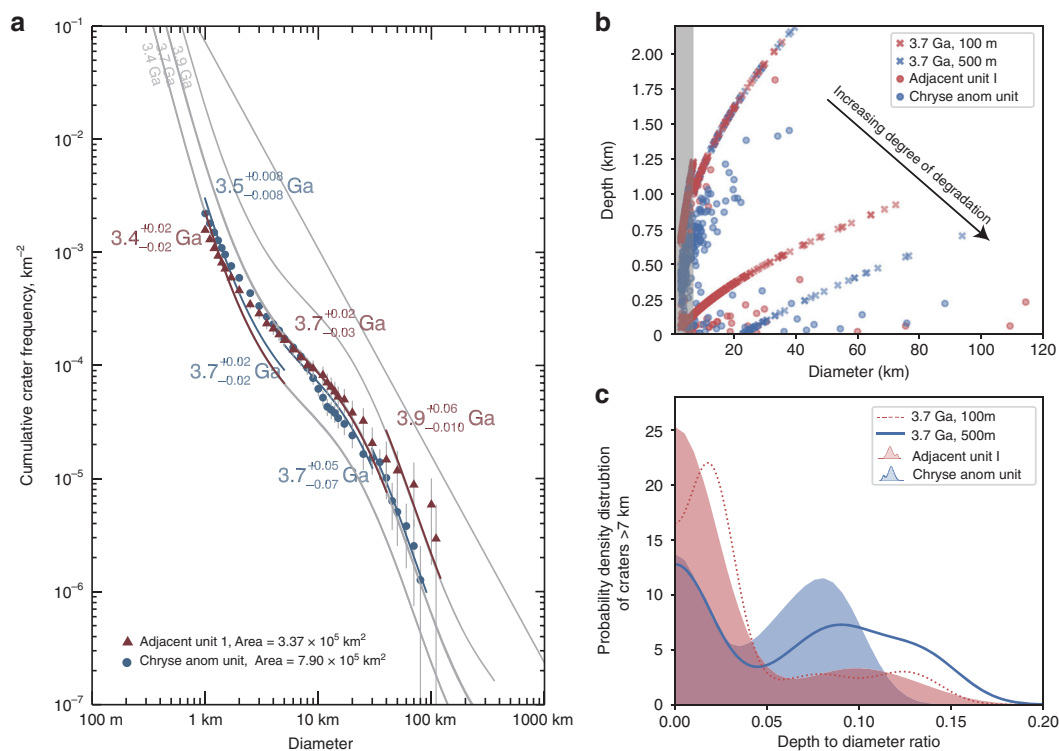 a
Cumulative crater frequency, km−2
10−1
10−2
10−3
10−4
10−5
10−6
10−7
3.4 Ga
3.7 Ga
3.9 Ga
3.5+0.008−0.008 Ga
3.4+0.02−0.02 Ga
3.7+0.02−0.03 Ga
3.7+0.02−0.02 Ga
3.9+0.06−0.010 Ga
3.7+0.05−0.07 Ga
Adjacent unit 1, Area = 3.37 × 105 km2
Chryse anom unit, Area = 7.90 × 105 km2
100 m 1 km 10 km 100 km 1000 km
Diameter
b
Depth (km)
2.00
1.75
1.50
1.25
1.00
0.75
0.50
0.25
0
3.7 Ga, 100 m
3.7 Ga, 500 m
Adjacent unit I
Chryse anom unit
Increasing degree of degradation
20 40 60 80 100 120
Diameter (km)
c
Probability density distrubution
of craters >7 km
25
20
15
10
5
0
3.7 Ga, 100m
3.7 Ga, 500m
Adjacent unit I
Chryse anom unit
0.00 0.05 0.10 0.15 0.20
Depth to diameter ratio